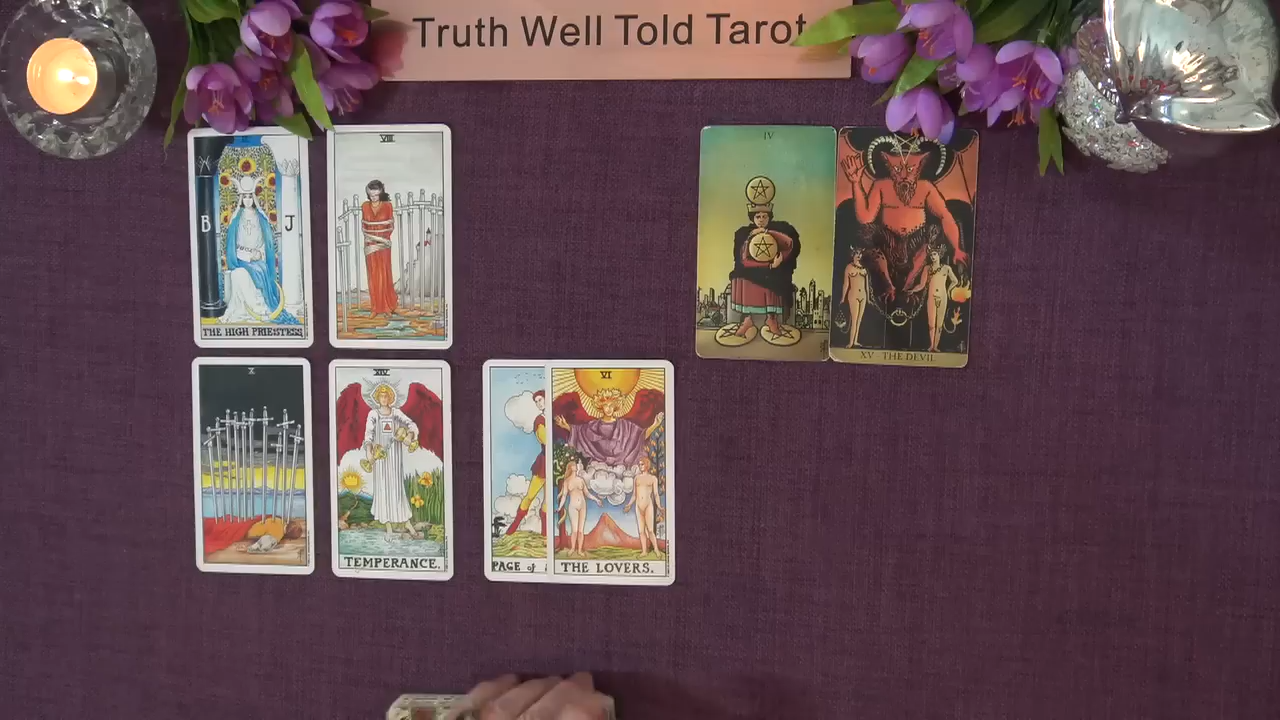 Truth Well Told Tarot
VIII
IV
B
J
THE HIGH PRIESTESS
XV THE DEVIL
X
XIV
VI
TEMPERANCE.
PAGE of
THE LOVERS.